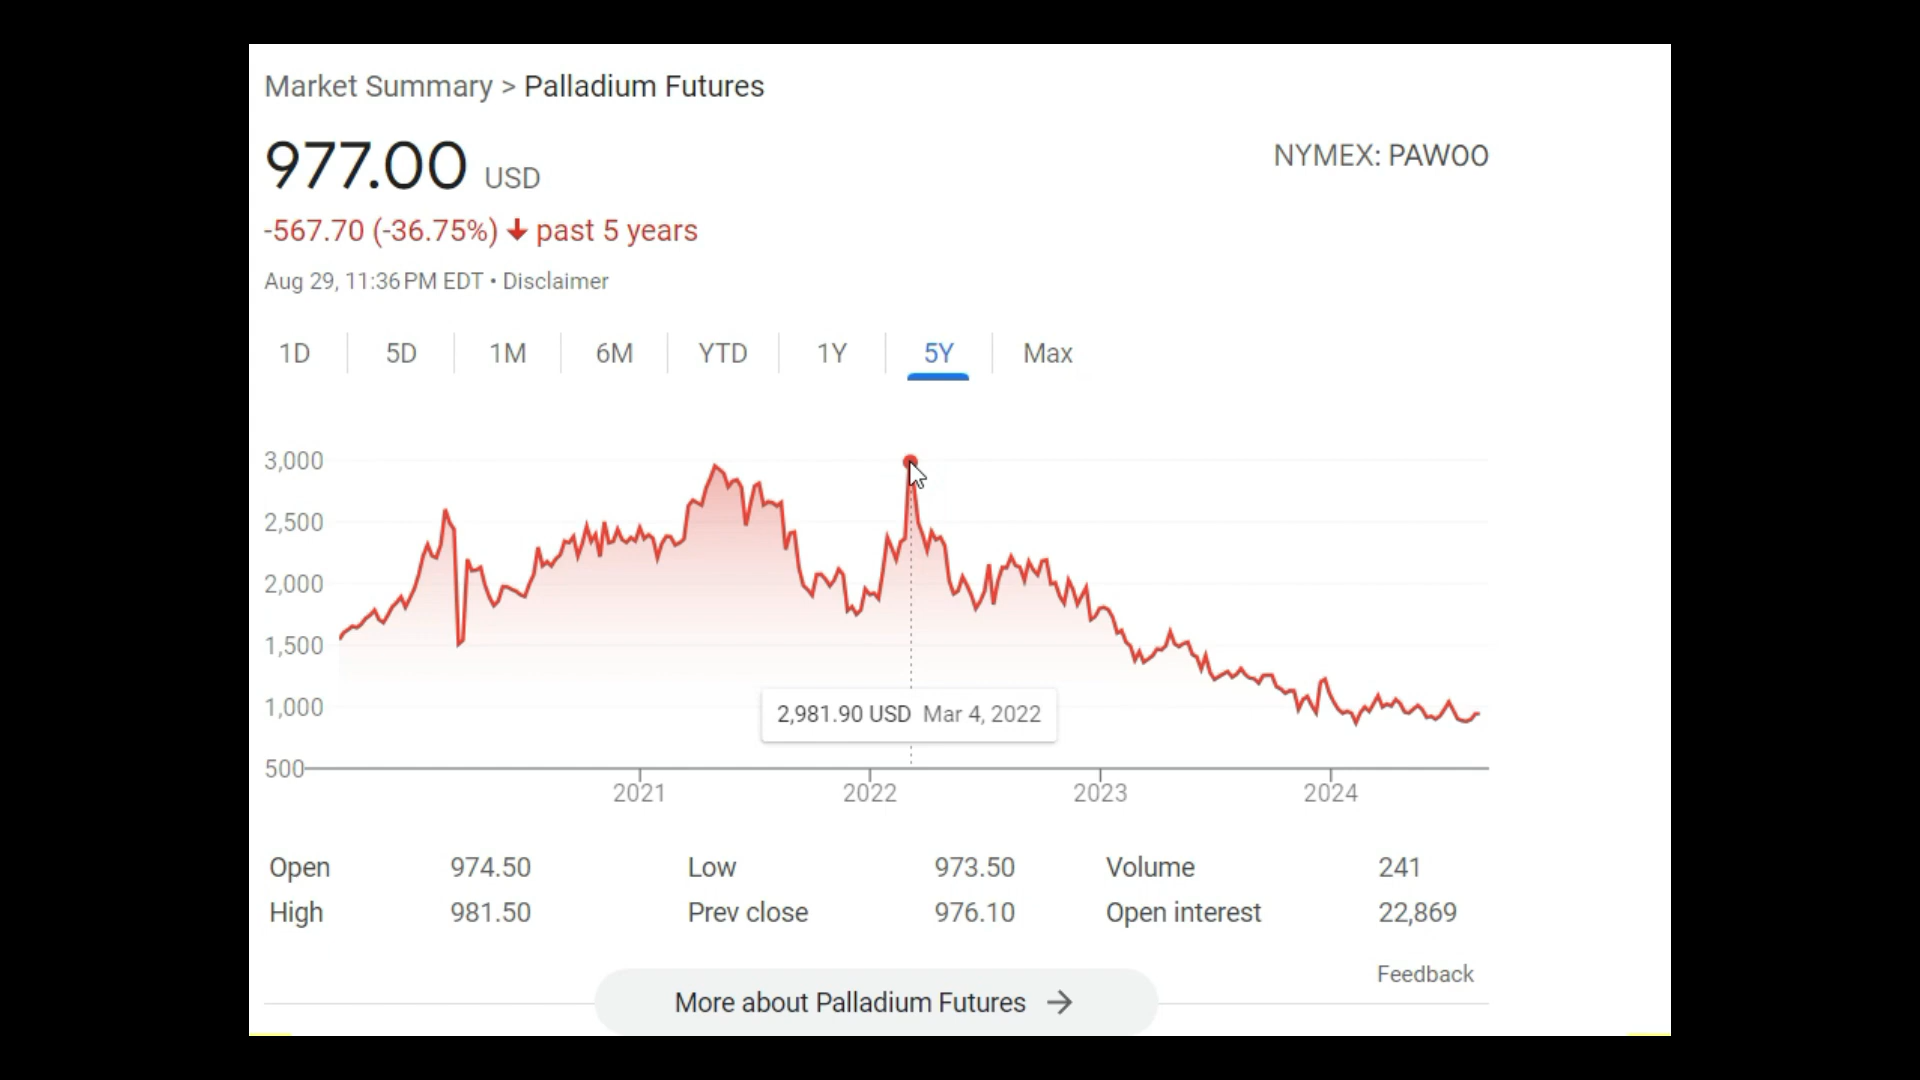 Market Summary > Palladium Futures
977.00 USD
NYMEX: PAW00
-567.70 (-36.75%) ↓ past 5 years
Aug 29, 11:36 PM EDT • Disclaimer
1D 5D 1M 6M YTD 1Y 5Y Max
3,000
2,500
2,000
1,500
1,000
2,981.90 USD Mar 4, 2022
500
2021 2022 2023 2024
Open 974.50 Low 973.50 Volume 241
High 981.50 Prev close 976.10 Open interest 22,869
Feedback
More about Palladium Futures →